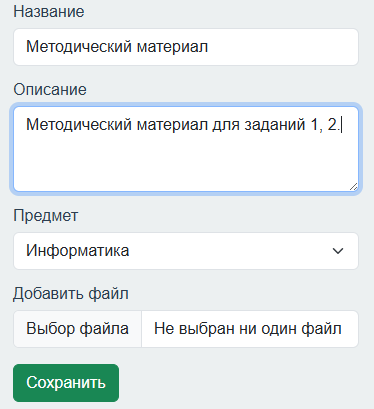 Название
Методический материал
Описание
Методический материал для заданий 1, 2.
Предмет
Информатика
Добавить файл
Выбор файла Не выбран ни один файл
Сохранить